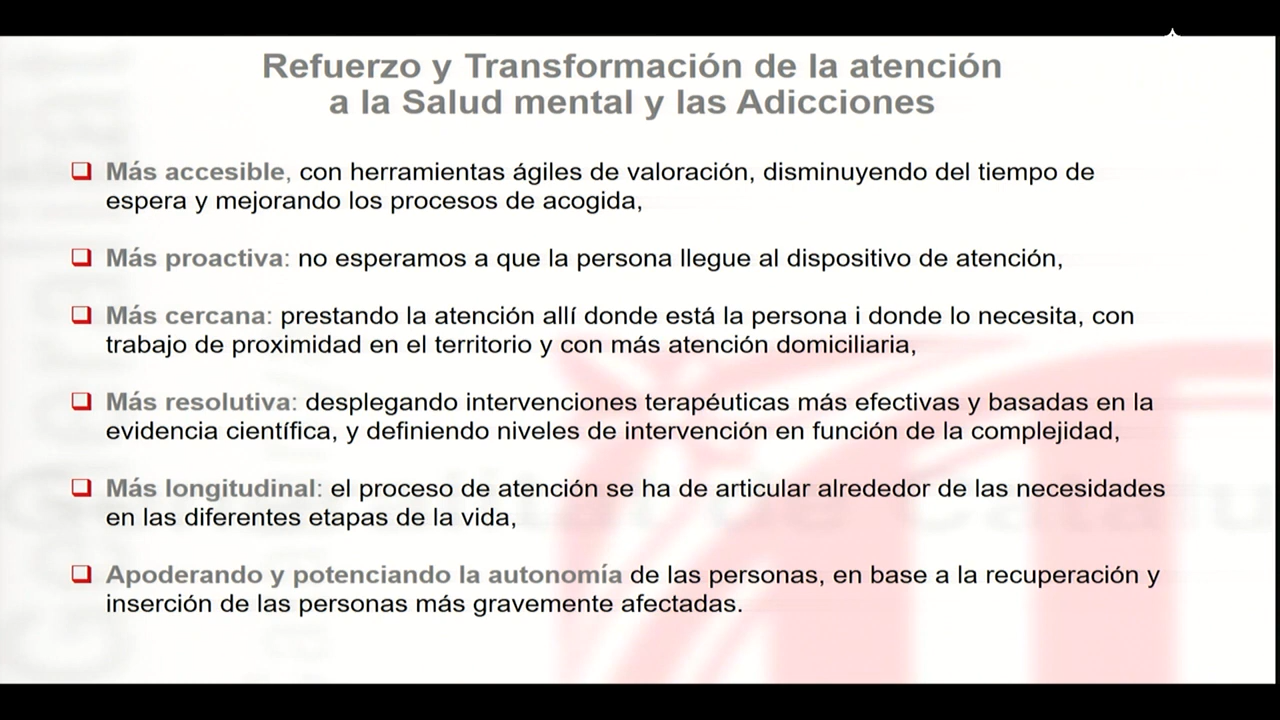 Refuerzo y Transformación de la atención
a la Salud mental y las Adicciones
Más accesible, con herramientas ágiles de valoración, disminuyendo del tiempo de
espera y mejorando los procesos de acogida,
Más proactiva: no esperamos a que la persona llegue al dispositivo de atención,
Más cercana: prestando la atención allí donde está la persona i donde lo necesita, con
trabajo de proximidad en el territorio y con más atención domiciliaria,
Más resolutiva: desplegando intervenciones terapéuticas más efectivas y basadas en la
evidencia científica, y definiendo niveles de intervención en función de la complejidad,
Más longitudinal: el proceso de atención se ha de articular alrededor de las necesidades
en las diferentes etapas de la vida,
Apoderando y potenciando la autonomía de las personas, en base a la recuperación y
inserción de las personas más gravemente afectadas.